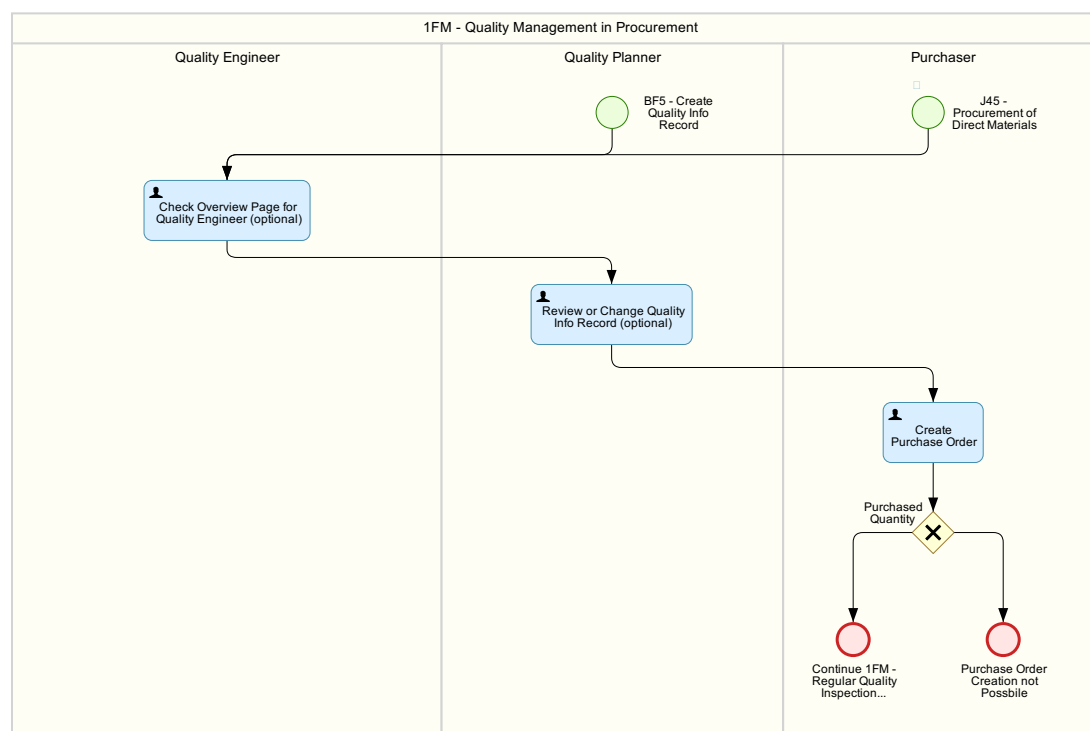 1FM - Quality Management in Procurement
Quality Engineer
Quality Planner
Purchaser
BF5 - Create
Quality Info
Record
J45 -
Procurement of
Direct Materials
Check Overview Page for
Quality Engineer (optional)
Review or Change Quality
Info Record (optional)
Create
Purchase Order
Purchased
Quantity
Continue 1FM -
Regular Quality
Inspection...
Purchase Order
Creation not
Possbile